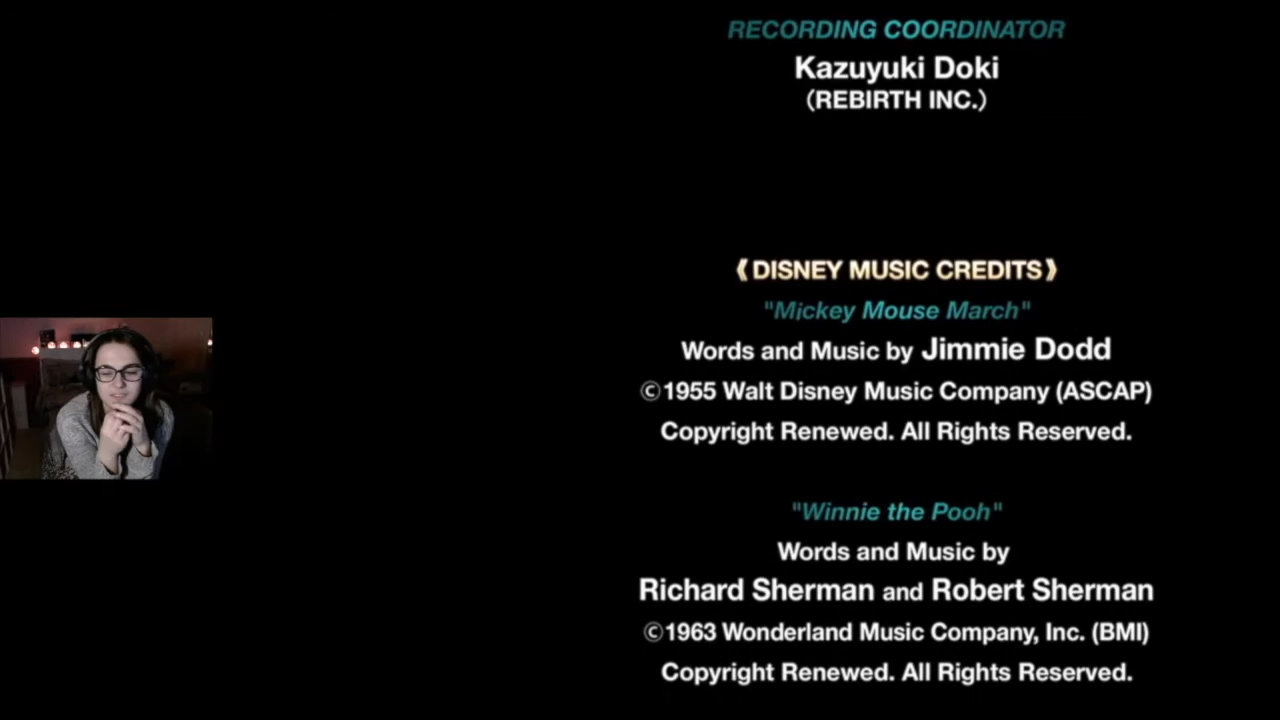 RECORDING COORDINATOR
Kazuyuki Doki
(REBIRTH INC.)
《DISNEY MUSIC CREDITS》
"Mickey Mouse March"
Words and Music by Jimmie Dodd
©1955 Walt Disney Music Company (ASCAP)
Copyright Renewed. All Rights Reserved.
"Winnie the Pooh"
Words and Music by
Richard Sherman and Robert Sherman
©1963 Wonderland Music Company, Inc. (BMI)
Copyright Renewed. All Rights Reserved.